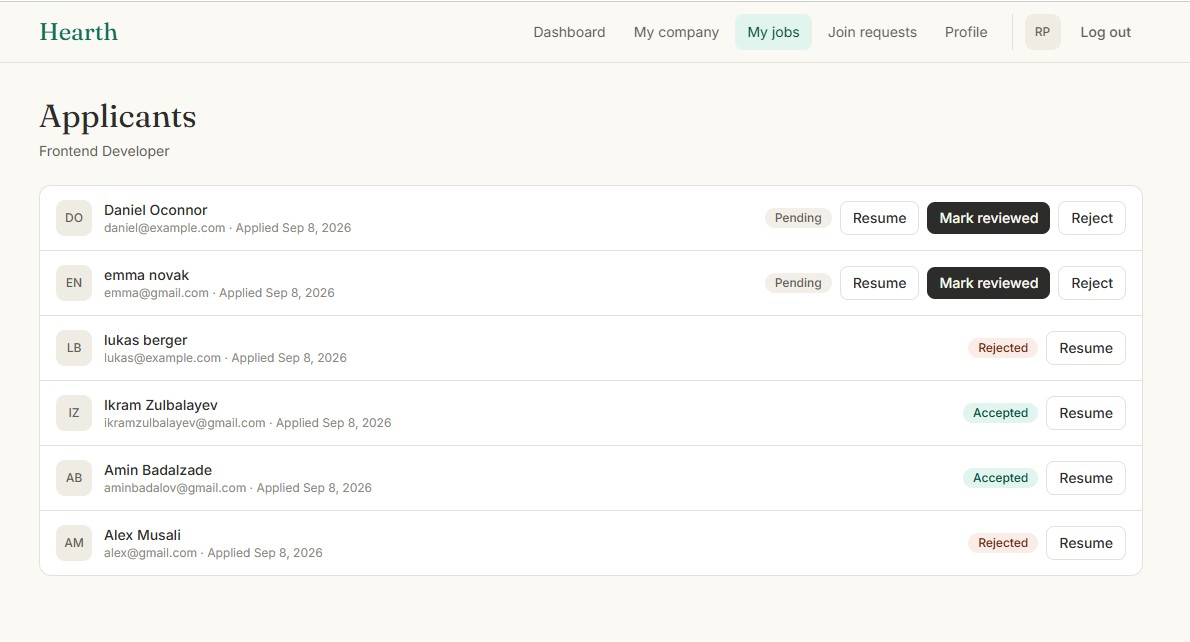 Hearth Dashboard My company My jobs Join requests Profile RP Log out
Applicants
Frontend Developer
DO Daniel Oconnor Pending Resume Mark reviewed Reject
daniel@example.com · Applied Sep 8, 2026
EN emma novak Pending Resume Mark reviewed Reject
emma@gmail.com · Applied Sep 8, 2026
LB lukas berger Rejected Resume
lukas@example.com · Applied Sep 8, 2026
IZ Ikram Zulbalayev Accepted Resume
ikramzulbalayev@gmail.com · Applied Sep 8, 2026
AB Amin Badalzade Accepted Resume
aminbadalov@gmail.com · Applied Sep 8, 2026
AM Alex Musali Rejected Resume
alex@gmail.com · Applied Sep 8, 2026